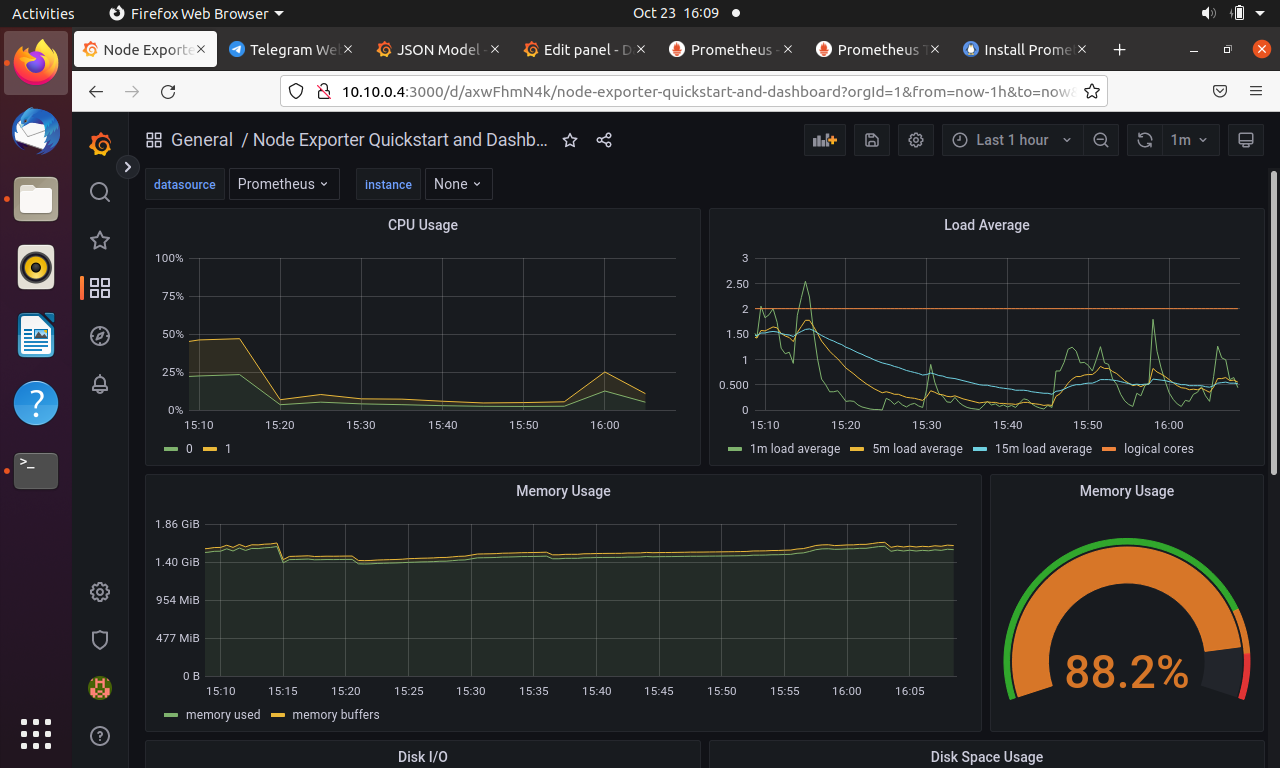 Activities
Firefox Web Browser
Oct 23 16:09
Node Exporte
Telegram We
JSON Model -
Edit panel - D
Prometheus -
Prometheus T
Install Prome
10.10.0.4:3000/d/axwFhmN4k/node-exporter-quickstart-and-dashboard?orgId=1&from=now-1h&to=now&
General / Node Exporter Quickstart and Dashb...
Last 1 hour
1m
datasource
Prometheus
instance
None
CPU Usage
100%
75%
50%
25%
0%
15:10 15:20 15:30 15:40 15:50 16:00
0 1
Load Average
3
2.50
2
1.50
1
0.500
0
15:10 15:20 15:30 15:40 15:50 16:00
1m load average 5m load average 15m load average logical cores
Memory Usage
1.86 GiB
1.40 GiB
954 MiB
477 MiB
0 B
15:10 15:15 15:20 15:25 15:30 15:35 15:40 15:45 15:50 15:55 16:00 16:05
memory used memory buffers
Memory Usage
88.2%
Disk I/O
Disk Space Usage